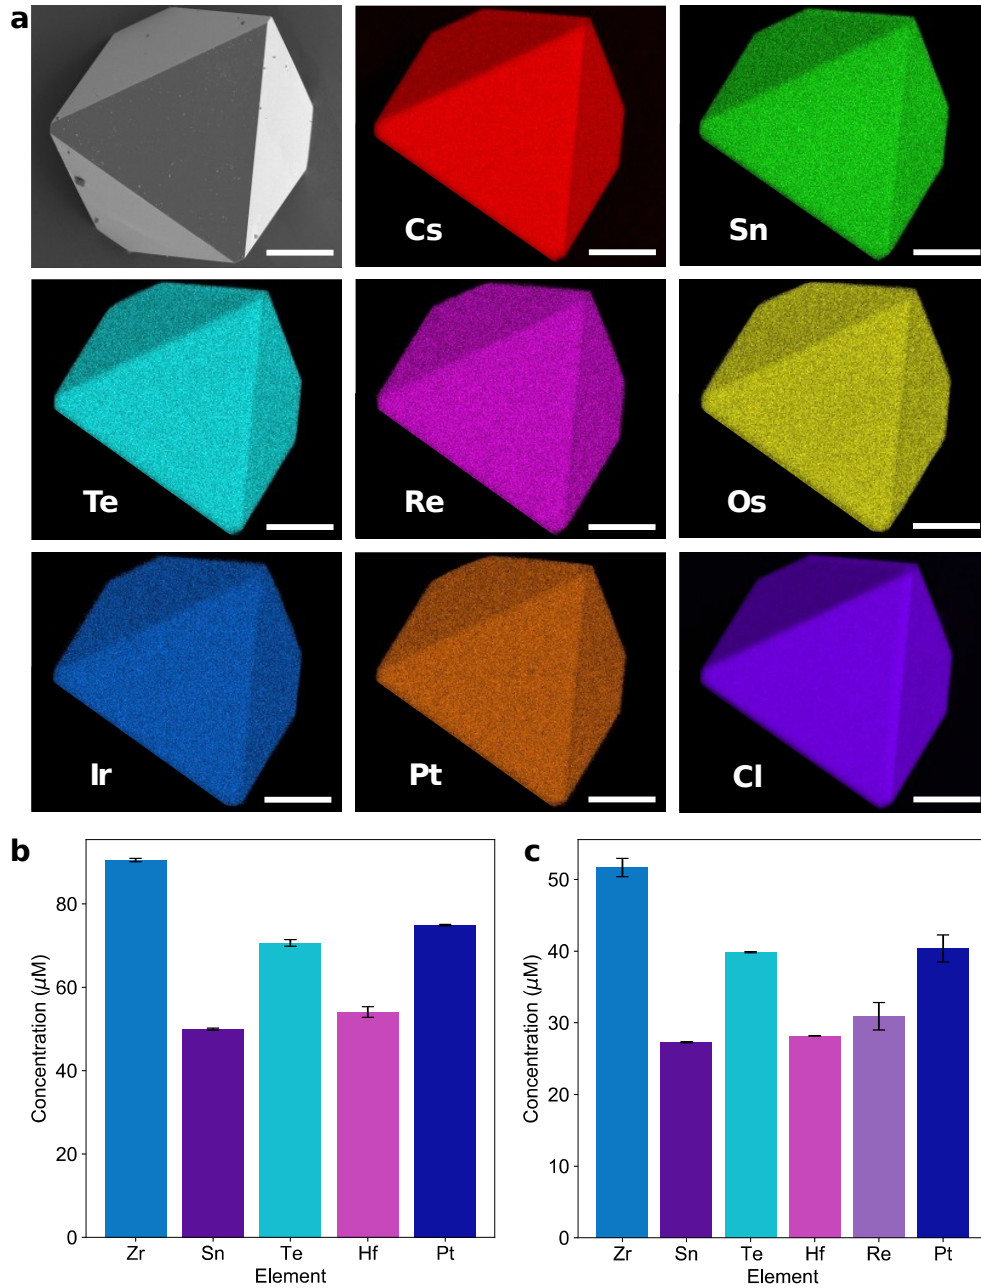 a
Cs
Sn
Te
Re
Os
Ir
Pt
Cl
b
Concentration (μM)
80
60
40
20
0
Zr Sn Te Hf Pt
Element
c
Concentration (μM)
50
40
30
20
10
0
Zr Sn Te Hf Re Pt
Element